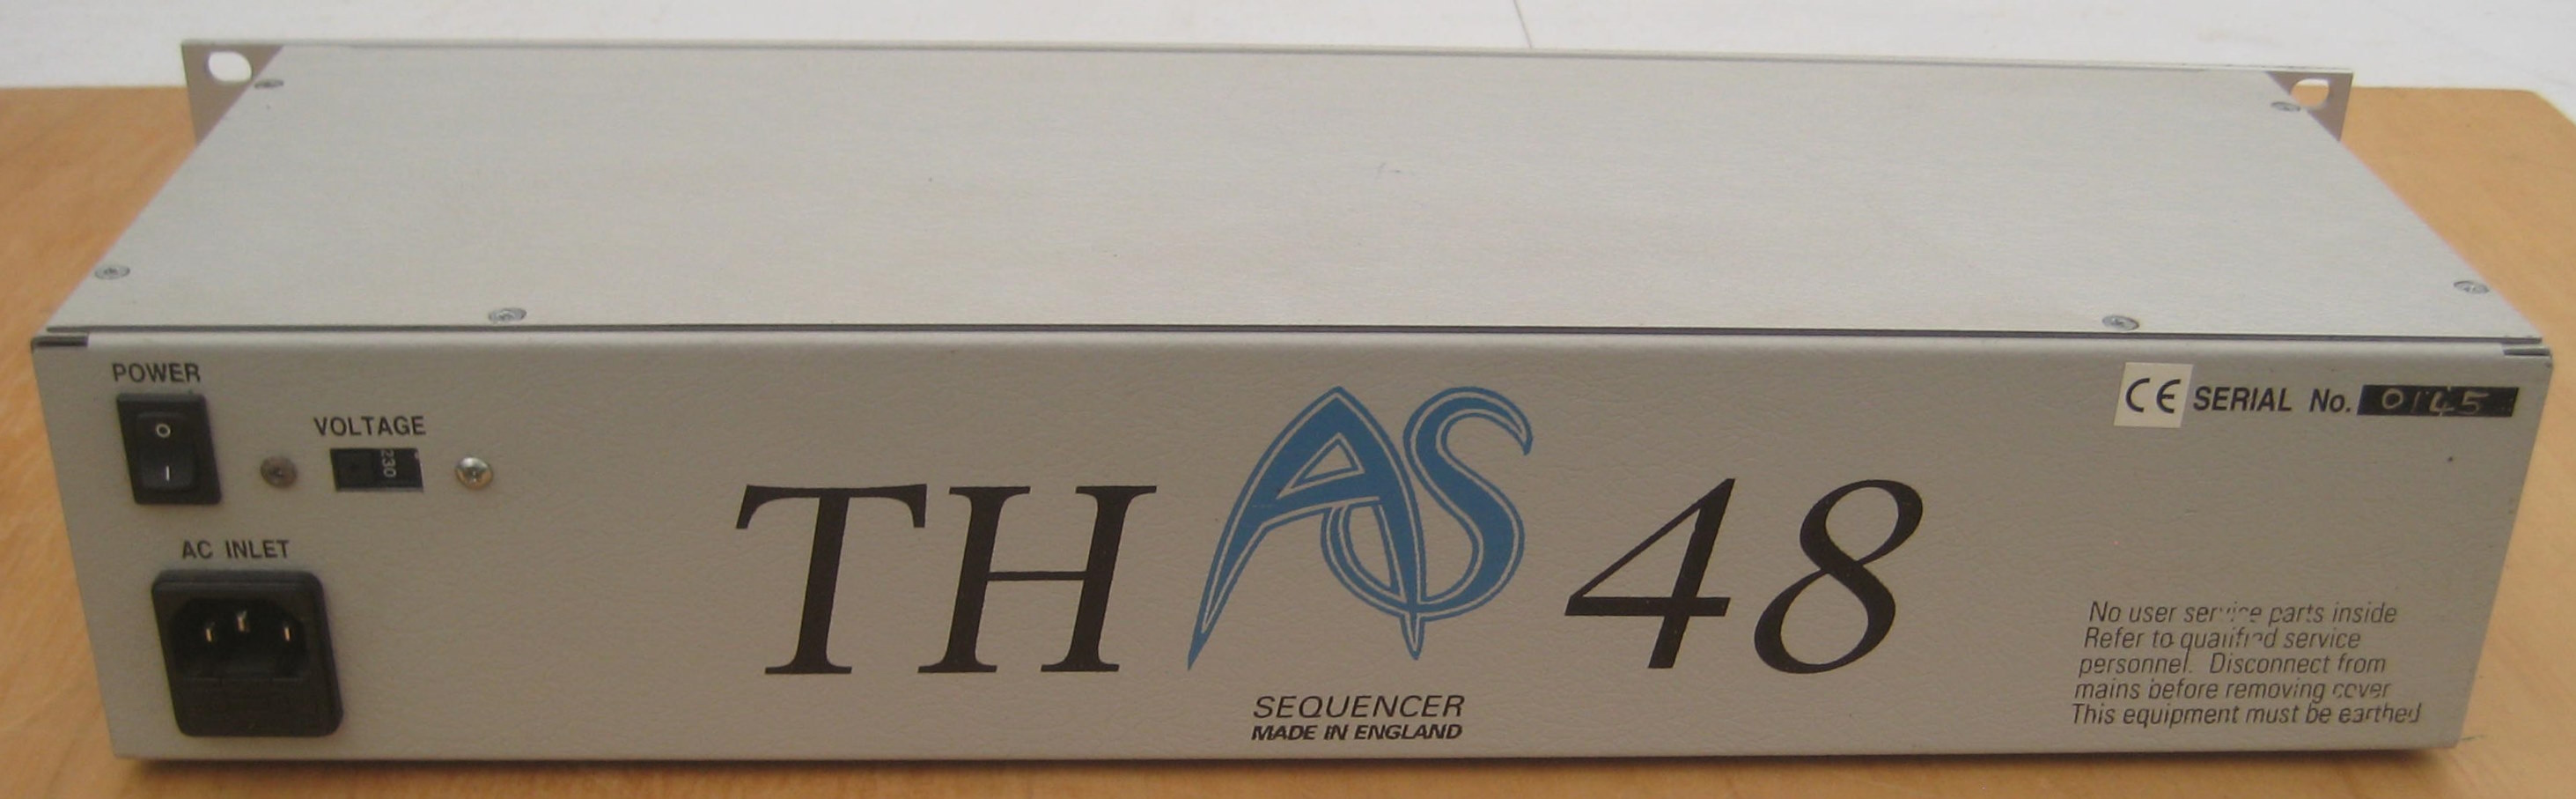 POWER
O
I
VOLTAGE
230
AC INLET
TH AS 48
SEQUENCER
MADE IN ENGLAND
CE SERIAL No. 0145
No user service parts inside
Refer to qualified service
personnel. Disconnect from
mains before removing cover
This equipment must be earthed